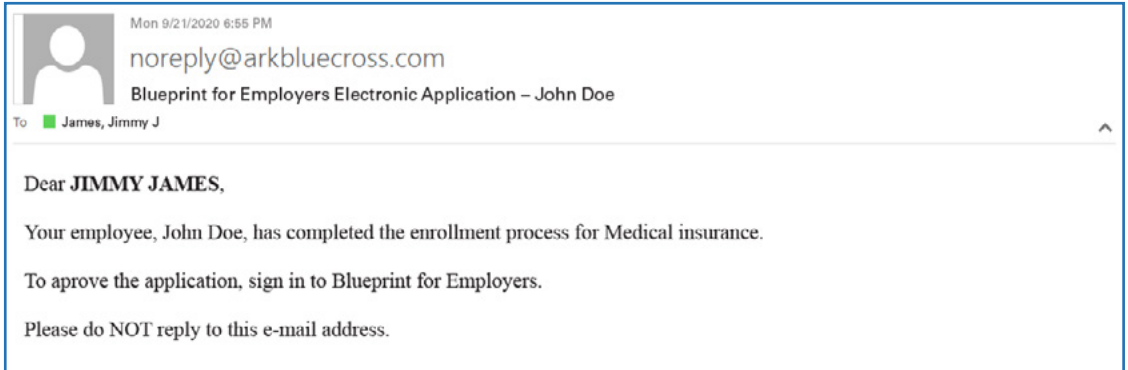 Mon 9/21/2020 6:55 PM
noreply@arkbluecross.com
Blueprint for Employers Electronic Application – John Doe
To James, Jimmy J
Dear JIMMY JAMES,
Your employee, John Doe, has completed the enrollment process for Medical insurance.
To aprove the application, sign in to Blueprint for Employers.
Please do NOT reply to this e-mail address.